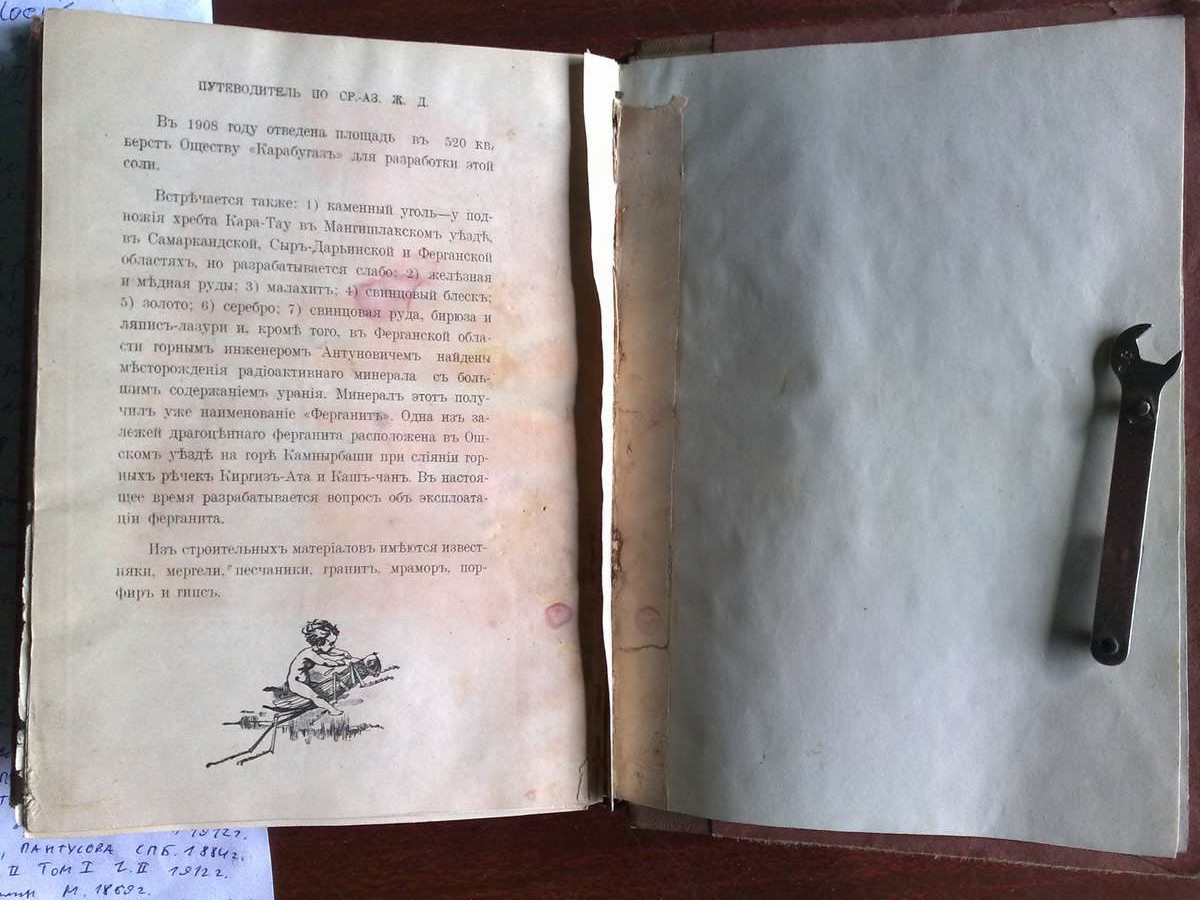 ПУТЕВОДИТЕЛЬ ПО СР.-АЗ. Ж. Д.
Въ 1908 году отведена площадь въ 520 кв.
верстъ Оществу «Карабугазъ» для разработки этой
соли.
Встрѣчается также: 1) каменный уголь—у под-
ножія хребта Кара-Тау въ Мангишлакскомъ уѣздѣ,
въ Самаркандской, Сыръ-Дарьинской и Ферганской
областяхъ, но разрабатывается слабо; 2) желѣзная
и мѣдная руды; 3) малахитъ; 4) свинцовый блескъ;
5) золото; 6) серебро; 7) свинцовая руда, бирюза и
ляписъ-лазури и, кромѣ того, въ Ферганской обла-
сти горнымъ инженеромъ Антуновичемъ найдены
мѣсторожденія радіоактивнаго минерала съ боль-
шимъ содержаніемъ уранія. Минералъ этотъ полу-
чилъ уже наименованіе «Ферганитъ». Одна изъ за-
лежей драгоцѣннаго ферганита расположена въ Ош-
скомъ уѣздѣ на горѣ Камнырбаши при сліяніи гор-
ныхъ рѣчекъ Киргизъ-Ата и Кашъ-чанъ. Въ настоя-
щее время разрабатывается вопросъ объ эксплоата-
ціи ферганита.
Изъ строительныхъ матеріаловъ имѣются извест-
няки, мергели, песчаники, гранитъ, мраморъ, пор-
фиръ и гипсъ.
1912г.
ПАНТУСОВА СПБ. 1884г.
II ТОМ I 2. II 1912г.
М. 1869г.